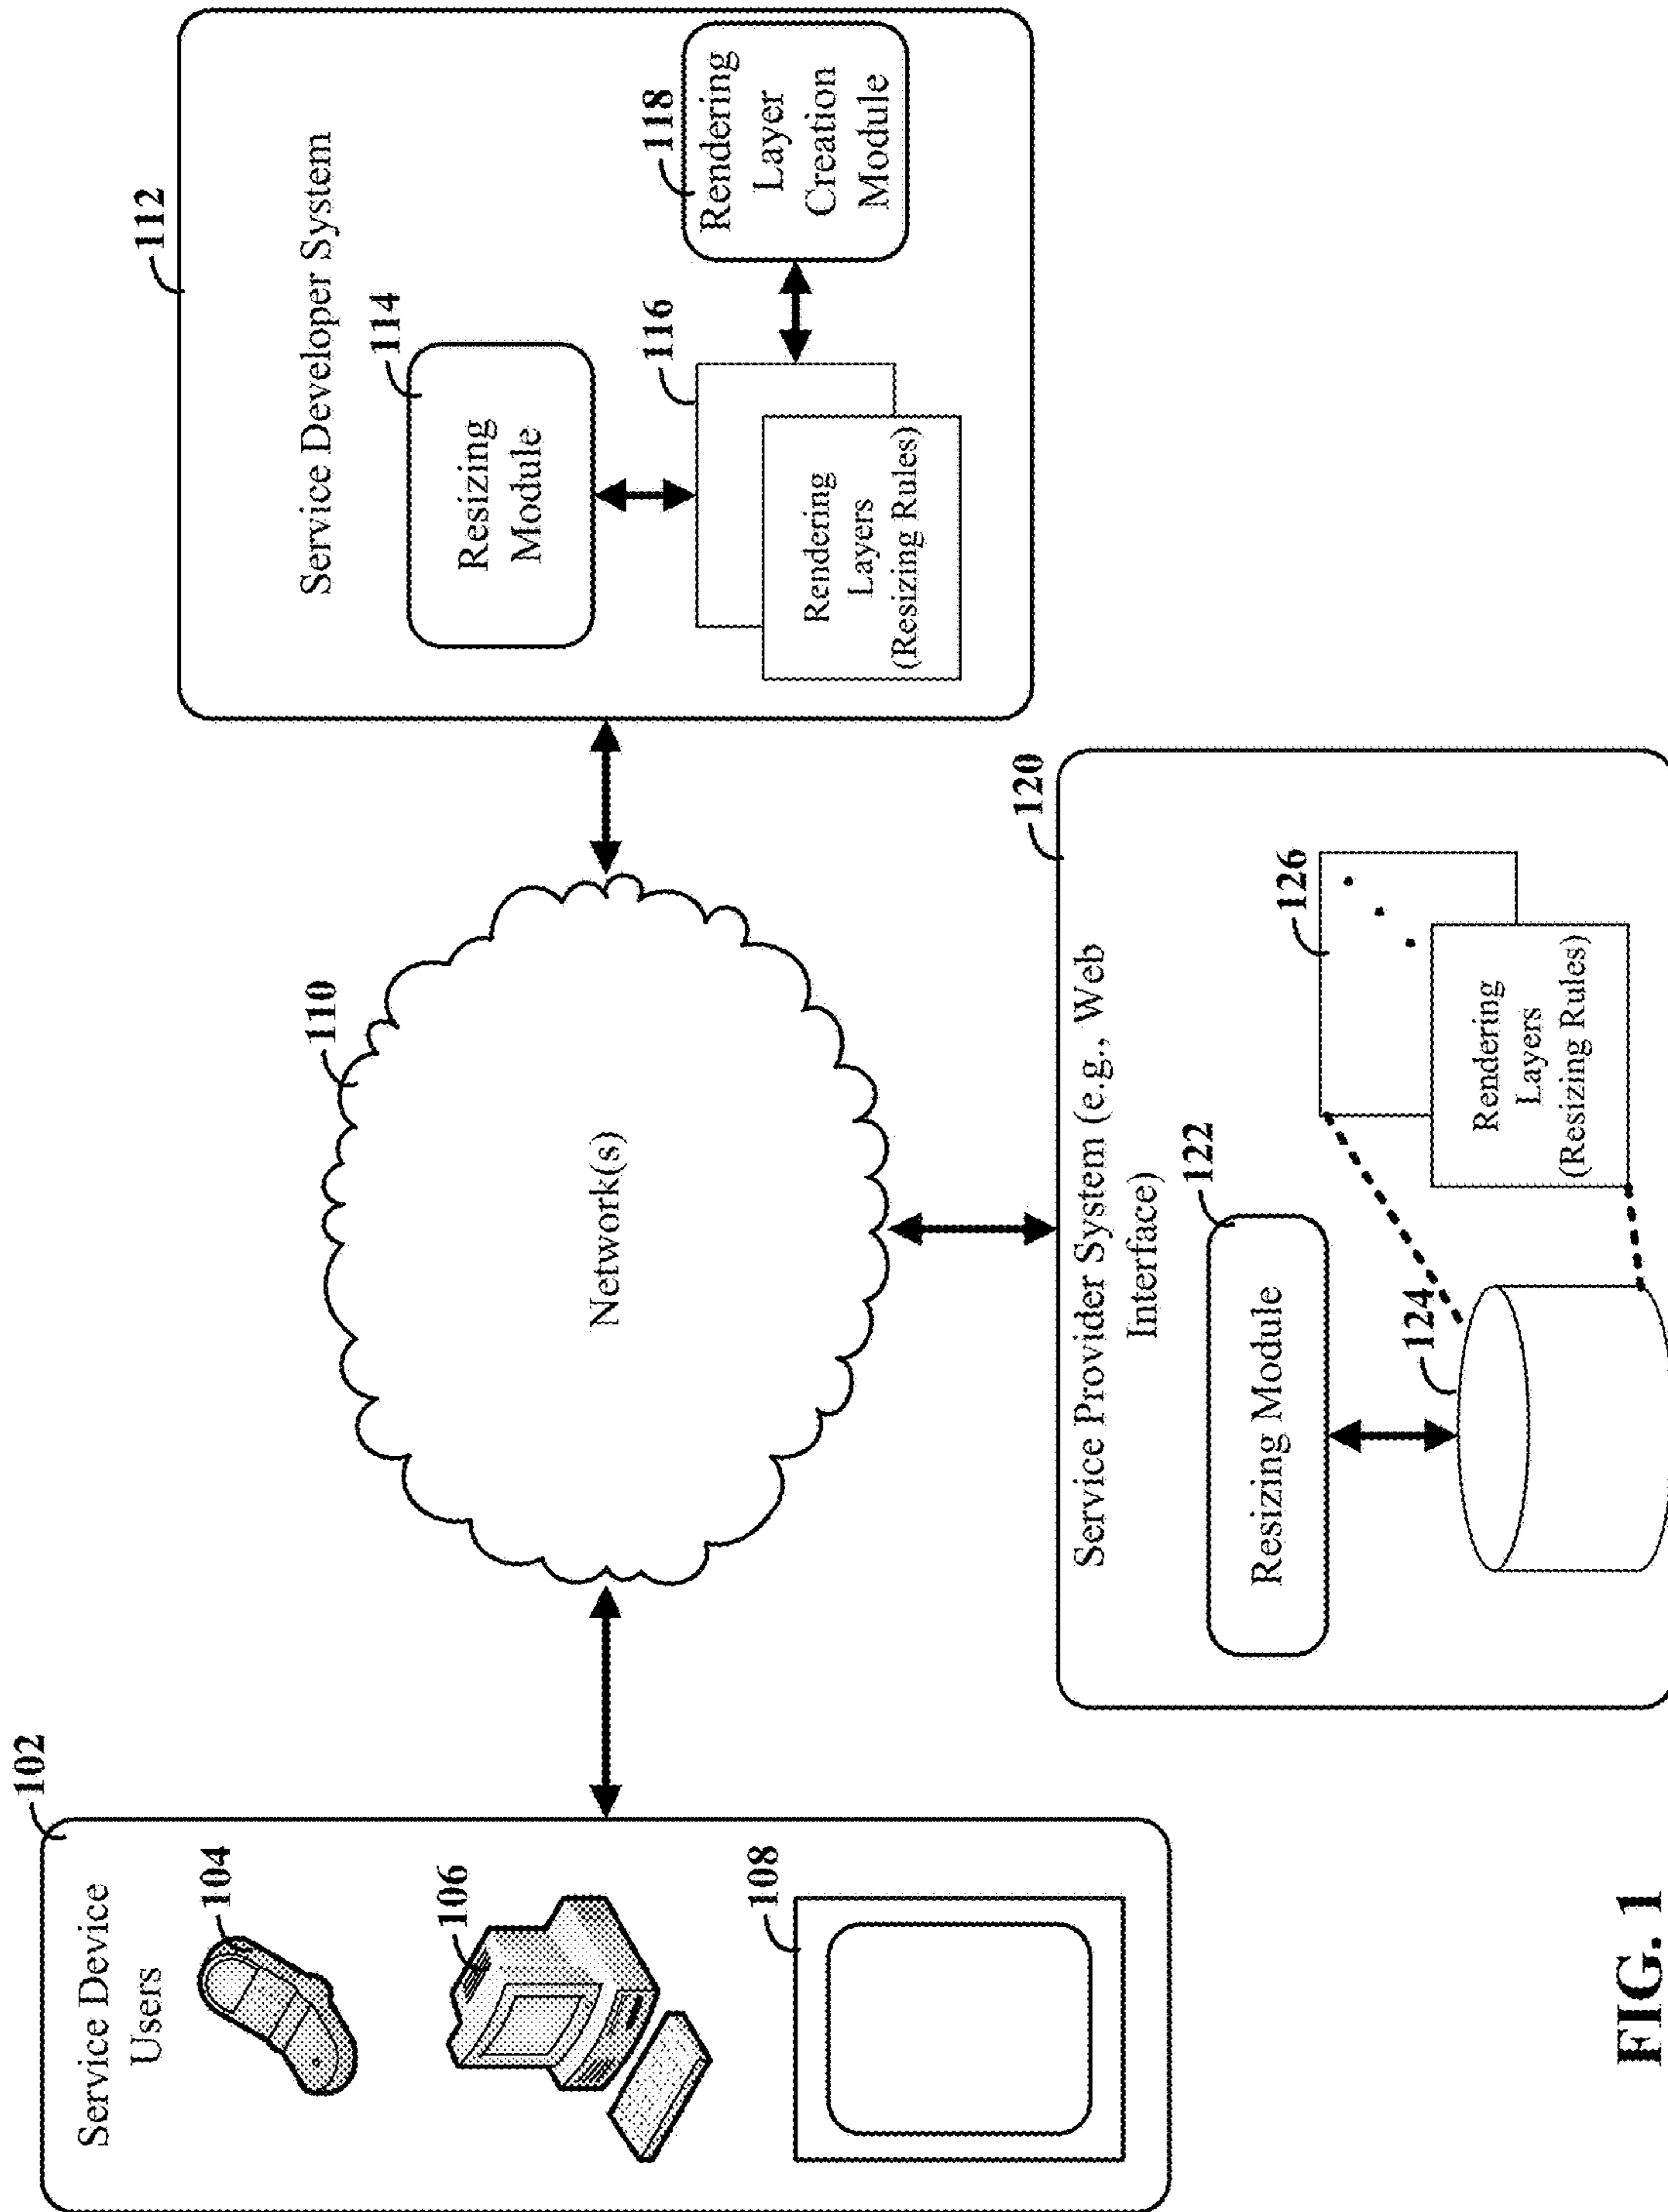 102
Service Device
Users
104
106
108
110
Network(s)
112
Service Developer System
114
Resizing
Module
116
Rendering
Layers
(Resizing Rules)
118
Rendering
Layer
Creation
Module
120
Service Provider System (e.g., Web
Interface)
122
Resizing Module
124
126
Rendering
Layers
(Resizing Rules)
FIG. 1